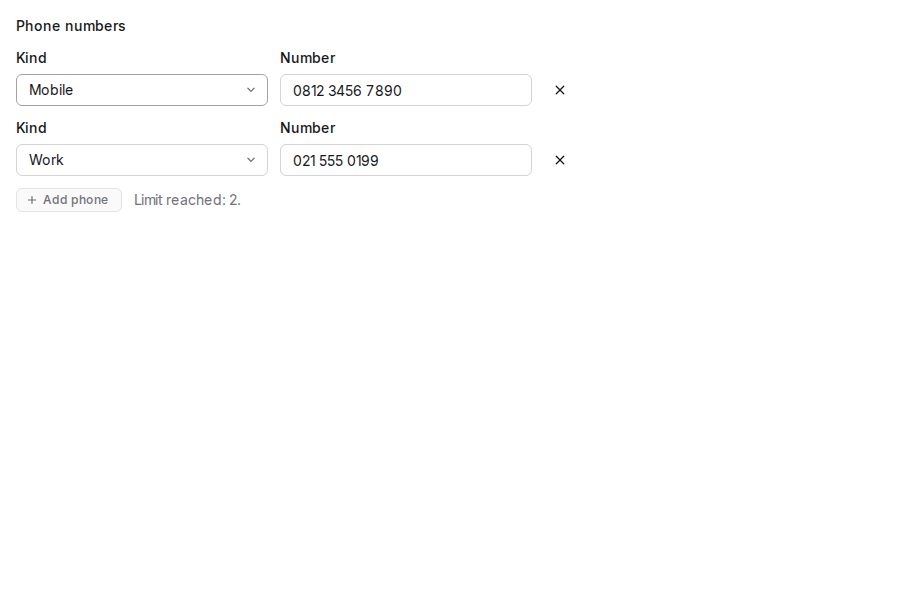 Phone numbers
Kind Number
Mobile 0812 3456 7890
Kind Number
Work 021 555 0199
Add phone Limit reached: 2.